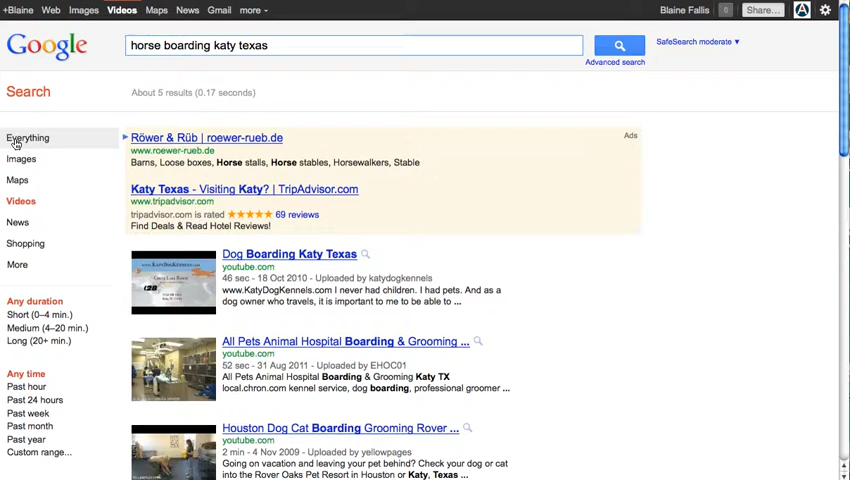 +Blaine Web Images Videos Maps News Gmail more Blaine Fallis 0 Share...
Google horse boarding katy texas SafeSearch moderate
Advanced search
Search About 5 results (0.17 seconds)
Everything
Images
Maps
Videos
News
Shopping
More
Any duration
Short (0–4 min.)
Medium (4–20 min.)
Long (20+ min.)
Any time
Past hour
Past 24 hours
Past week
Past month
Past year
Custom range...
Röwer & Rüb | roewer-rueb.de Ads
www.roewer-rueb.de
Barns, Loose boxes, Horse stalls, Horse stables, Horsewalkers, Stable
Katy Texas - Visiting Katy? | TripAdvisor.com
www.tripadvisor.com
tripadvisor.com is rated ★★★★★ 69 reviews
Find Deals & Read Hotel Reviews!
Dog Boarding Katy Texas
youtube.com
46 sec - 18 Oct 2010 - Uploaded by katydogkennels
www.KatyDogKennels.com I never had children. I had pets. And as a
dog owner who travels, it is important to me to be able to ...
All Pets Animal Hospital Boarding & Grooming ...
youtube.com
52 sec - 31 Aug 2011 - Uploaded by EHOC01
All Pets Animal Hospital Boarding & Grooming Katy TX
local.chron.com kennel service, dog boarding, professional groomer ...
Houston Dog Cat Boarding Grooming Rover ...
youtube.com
2 min - 4 Nov 2009 - Uploaded by yellowpages
Going on vacation and leaving your pet behind? Check your dog or cat
into the Rover Oaks Pet Resort in Houston or Katy, Texas ...